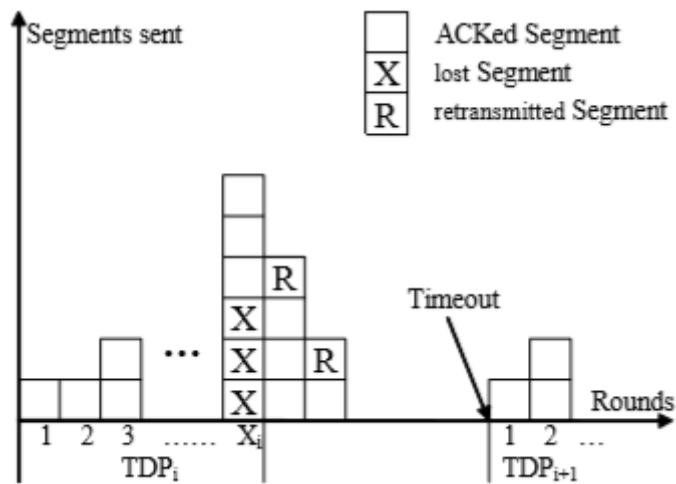 Segments sent
ACKed Segment
X lost Segment
R retransmitted Segment
R
X
Timeout
X R
X
Rounds
1 2 3 ...... Xi 1 2 ...
TDPi TDPi+1